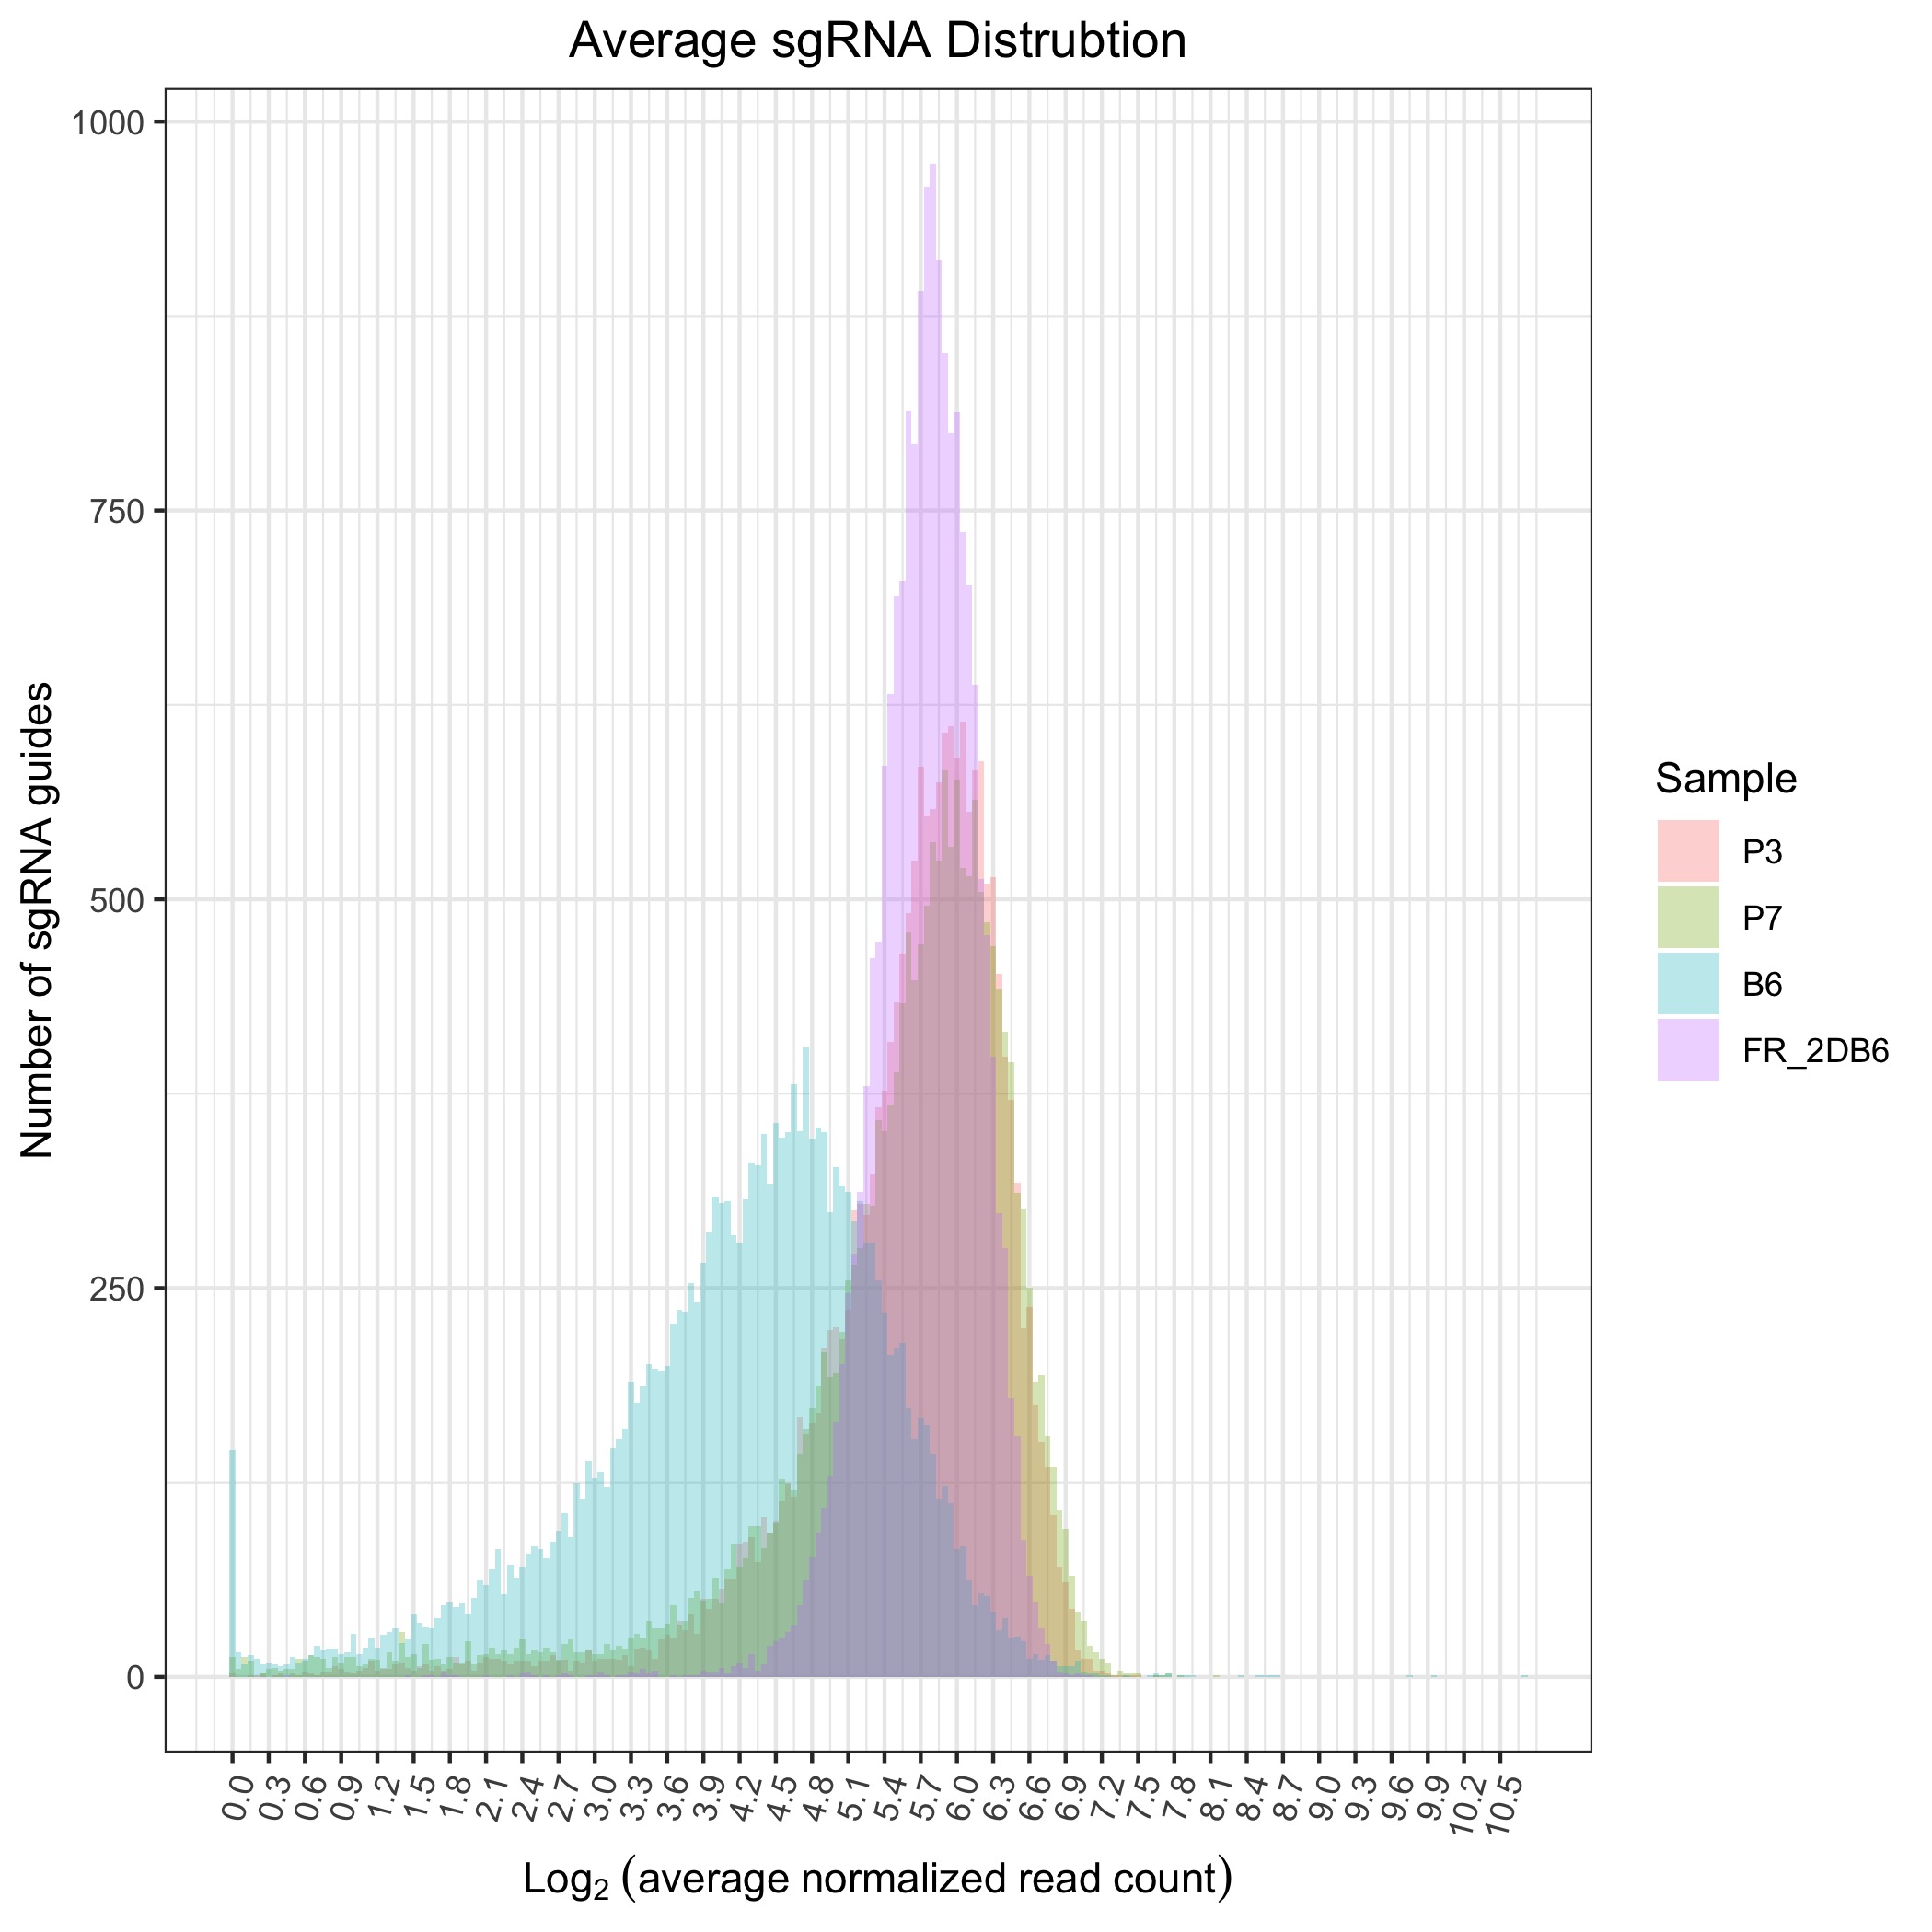 Average sgRNA Distrubtion
Number of sgRNA guides
1000
750
500
250
0
0.0 0.3 0.6 0.9 1.2 1.5 1.8 2.1 2.4 2.7 3.0 3.3 3.6 3.9 4.2 4.5 4.8 5.1 5.4 5.7 6.0 6.3 6.6 6.9 7.2 7.5 7.8 8.1 8.4 8.7 9.0 9.3 9.6 9.9 10.2 10.5
Log2 (average normalized read count)
Sample
P3
P7
B6
FR_2DB6